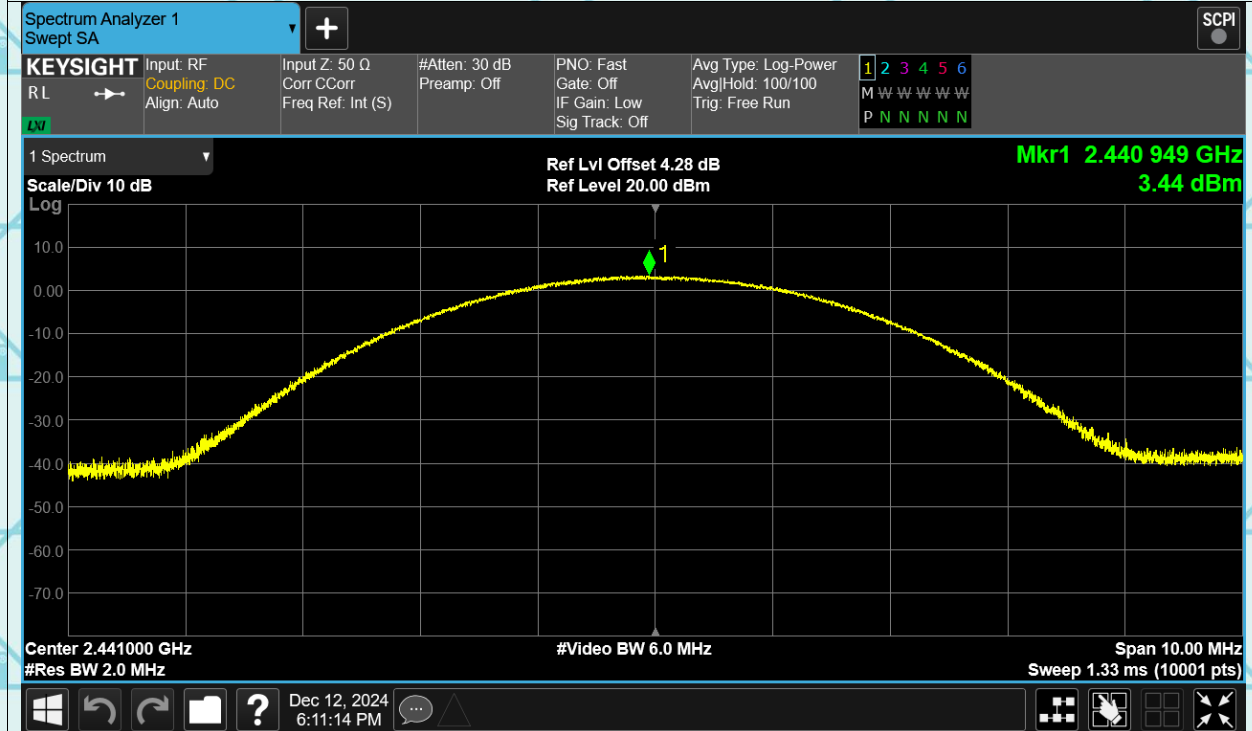 Spectrum Analyzer 1
Swept SA
SCPI
KEYSIGHT
RL
LXI
Input: RF
Coupling: DC
Align: Auto
Input Z: 50 Ω
Corr CCorr
Freq Ref: Int (S)
#Atten: 30 dB
Preamp: Off
PNO: Fast
Gate: Off
IF Gain: Low
Sig Track: Off
Avg Type: Log-Power
Avg|Hold: 100/100
Trig: Free Run
1 2 3 4 5 6
M W W W W W
P N N N N N
1 Spectrum
Scale/Div 10 dB
Log
Ref Lvl Offset 4.28 dB
Ref Level 20.00 dBm
Mkr1 2.440 949 GHz
3.44 dBm
1
10.0
0.00
-10.0
-20.0
-30.0
-40.0
-50.0
-60.0
-70.0
Center 2.441000 GHz
#Res BW 2.0 MHz
#Video BW 6.0 MHz
Span 10.00 MHz
Sweep 1.33 ms (10001 pts)
?
Dec 12, 2024
6:11:14 PM